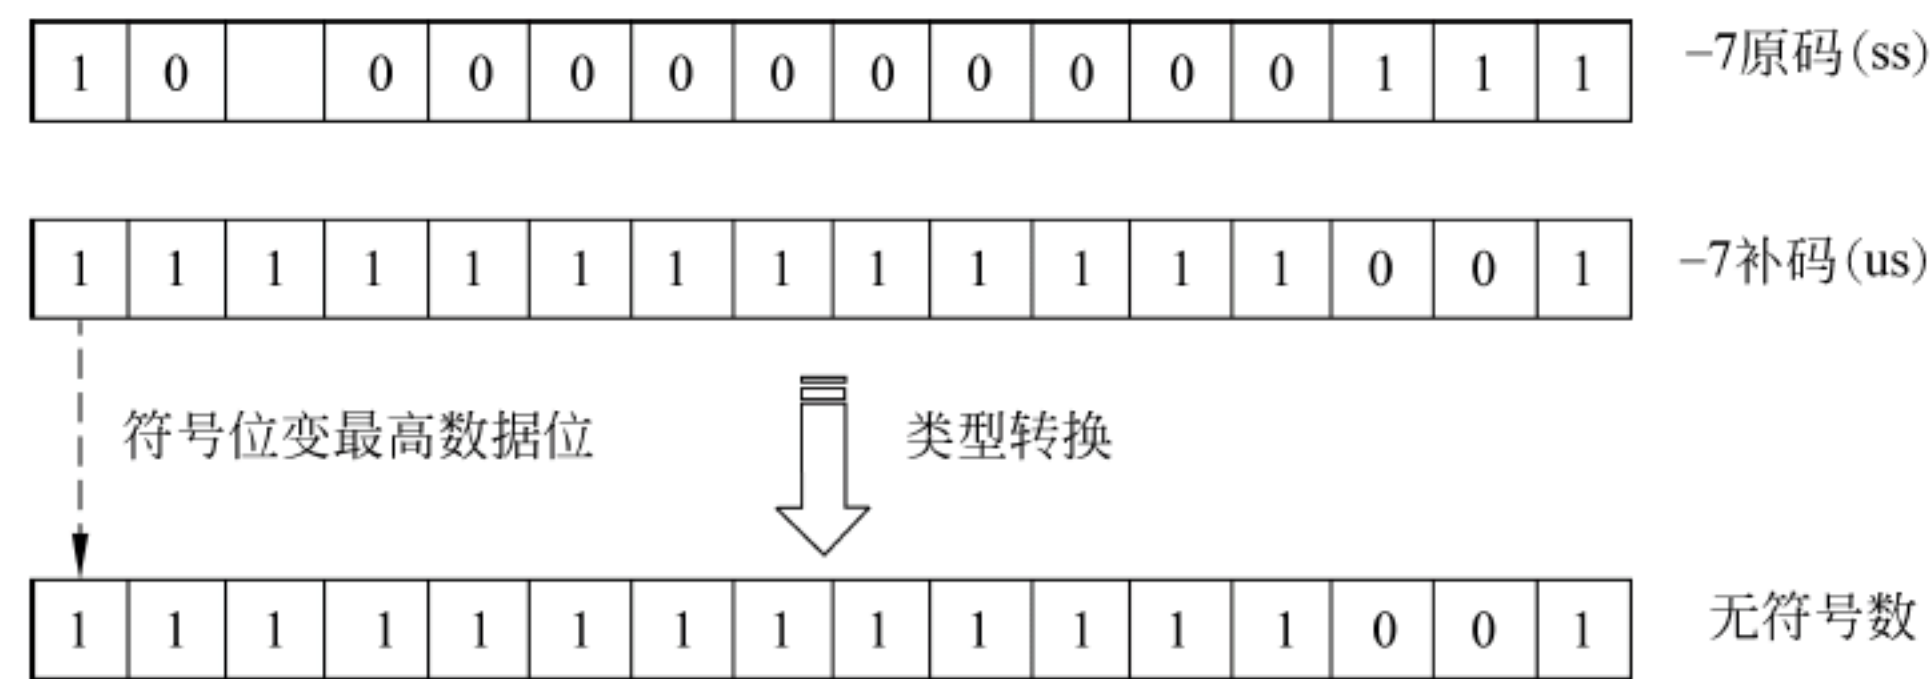 1 0 0 0 0 0 0 0 0 0 0 0 1 1 1 –7原码(ss)
1 1 1 1 1 1 1 1 1 1 1 1 1 0 0 1 –7补码(us)
符号位变最高数据位 类型转换
1 1 1 1 1 1 1 1 1 1 1 1 1 0 0 1 无符号数